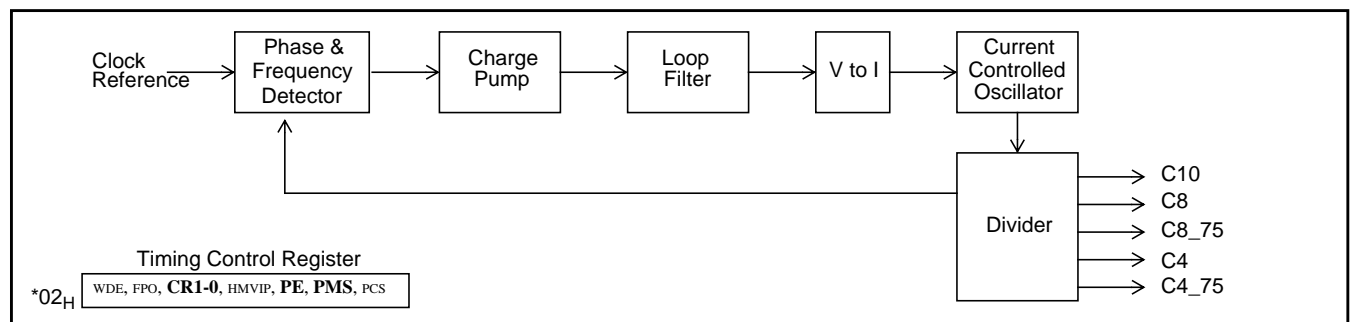 Clock
Reference
Phase &
Frequency
Detector
Charge
Pump
Loop
Filter
V to I
Current
Controlled
Oscillator
Divider
C10
C8
C8_75
C4
C4_75
Timing Control Register
*02H WDE, FPO, CR1-0, HMVIP, PE, PMS, PCS